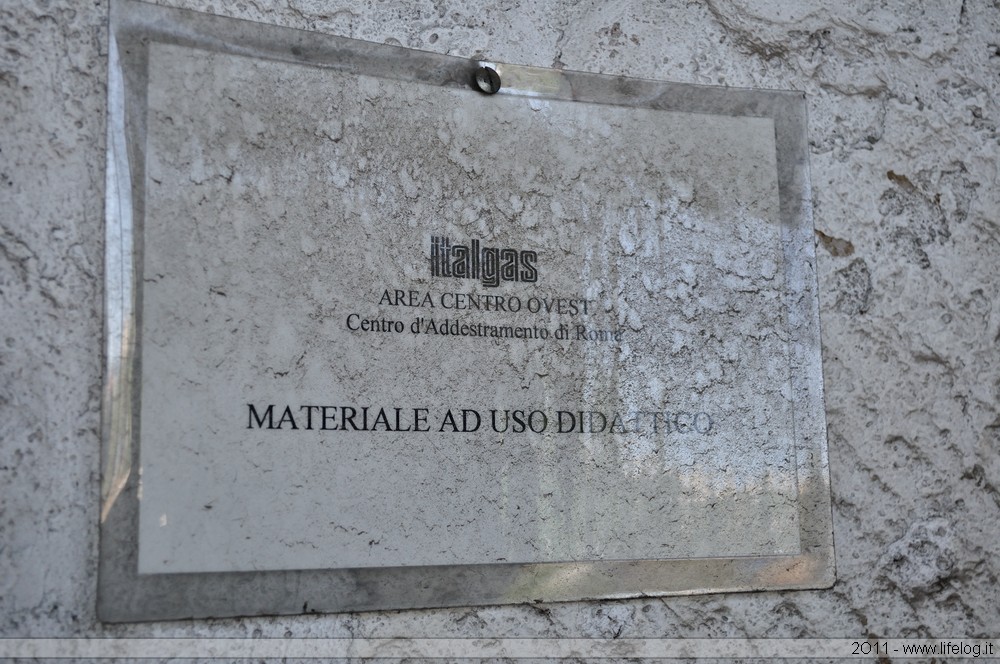 italgas
AREA CENTRO OVEST
Centro d'Addestramento di Roma
MATERIALE AD USO DIDATTICO
2011 - www.lifelog.it